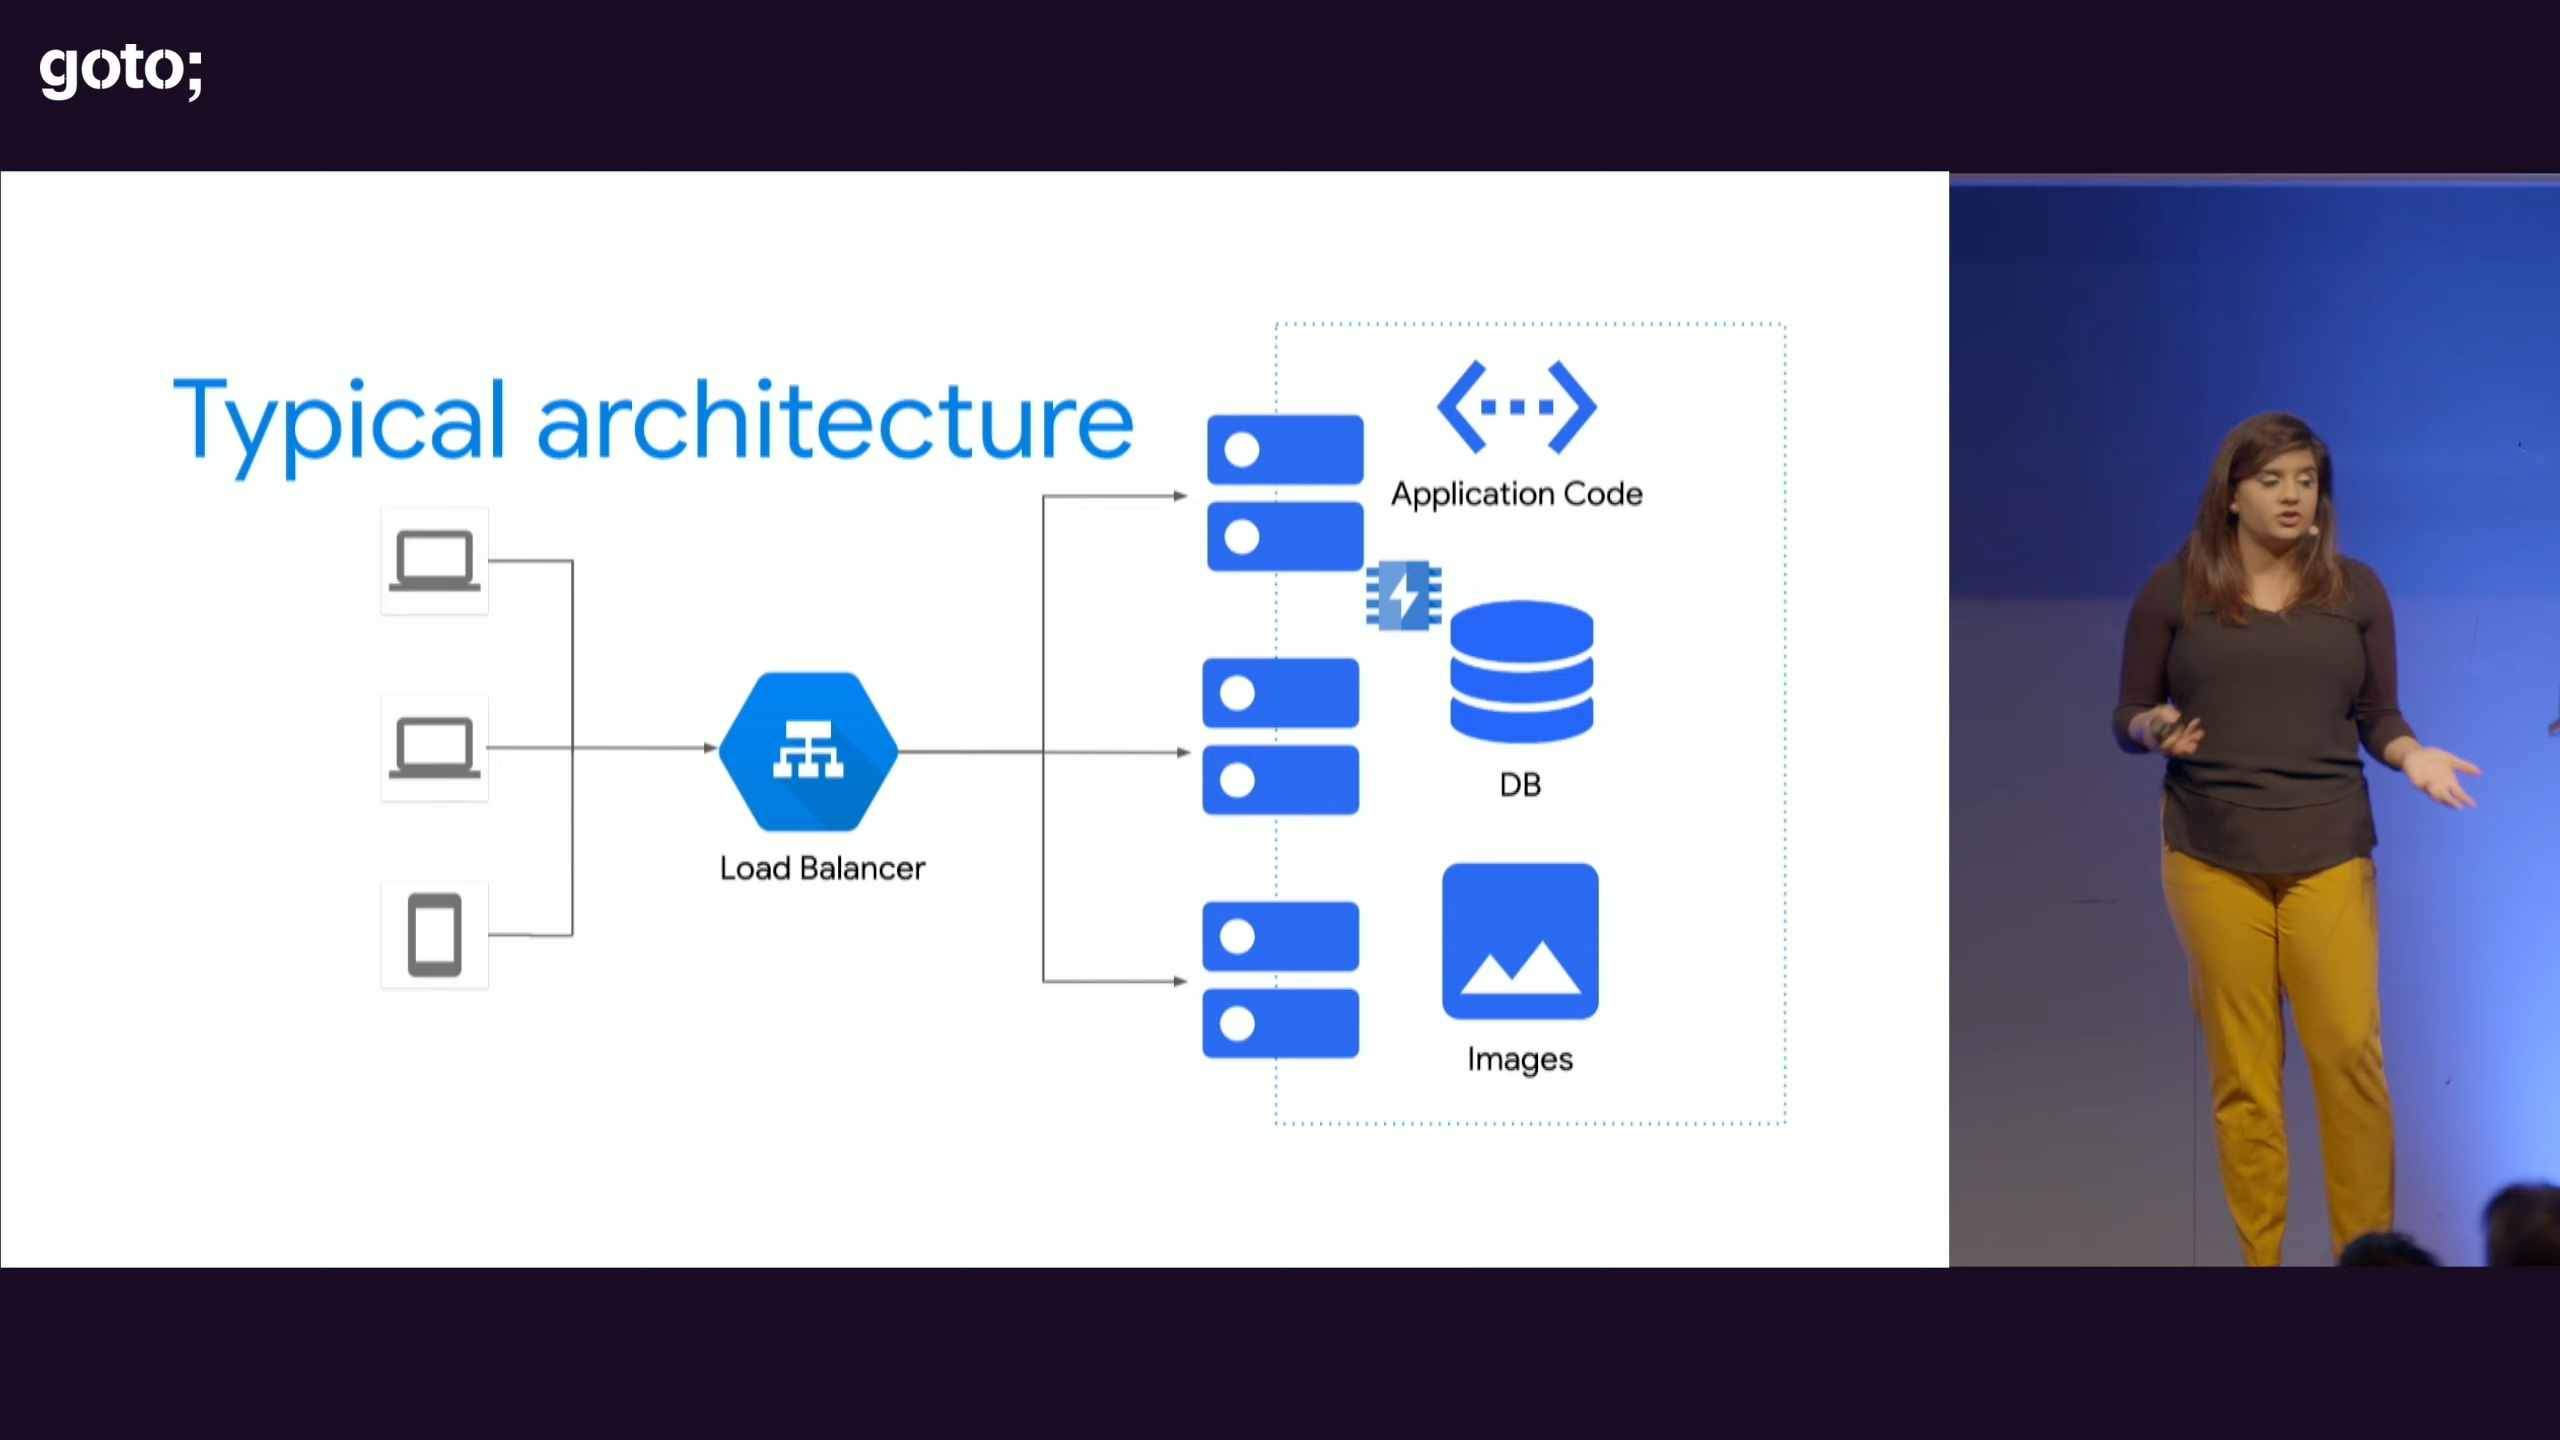 goto;
Typical architecture
Application Code
DB
Load Balancer
Images